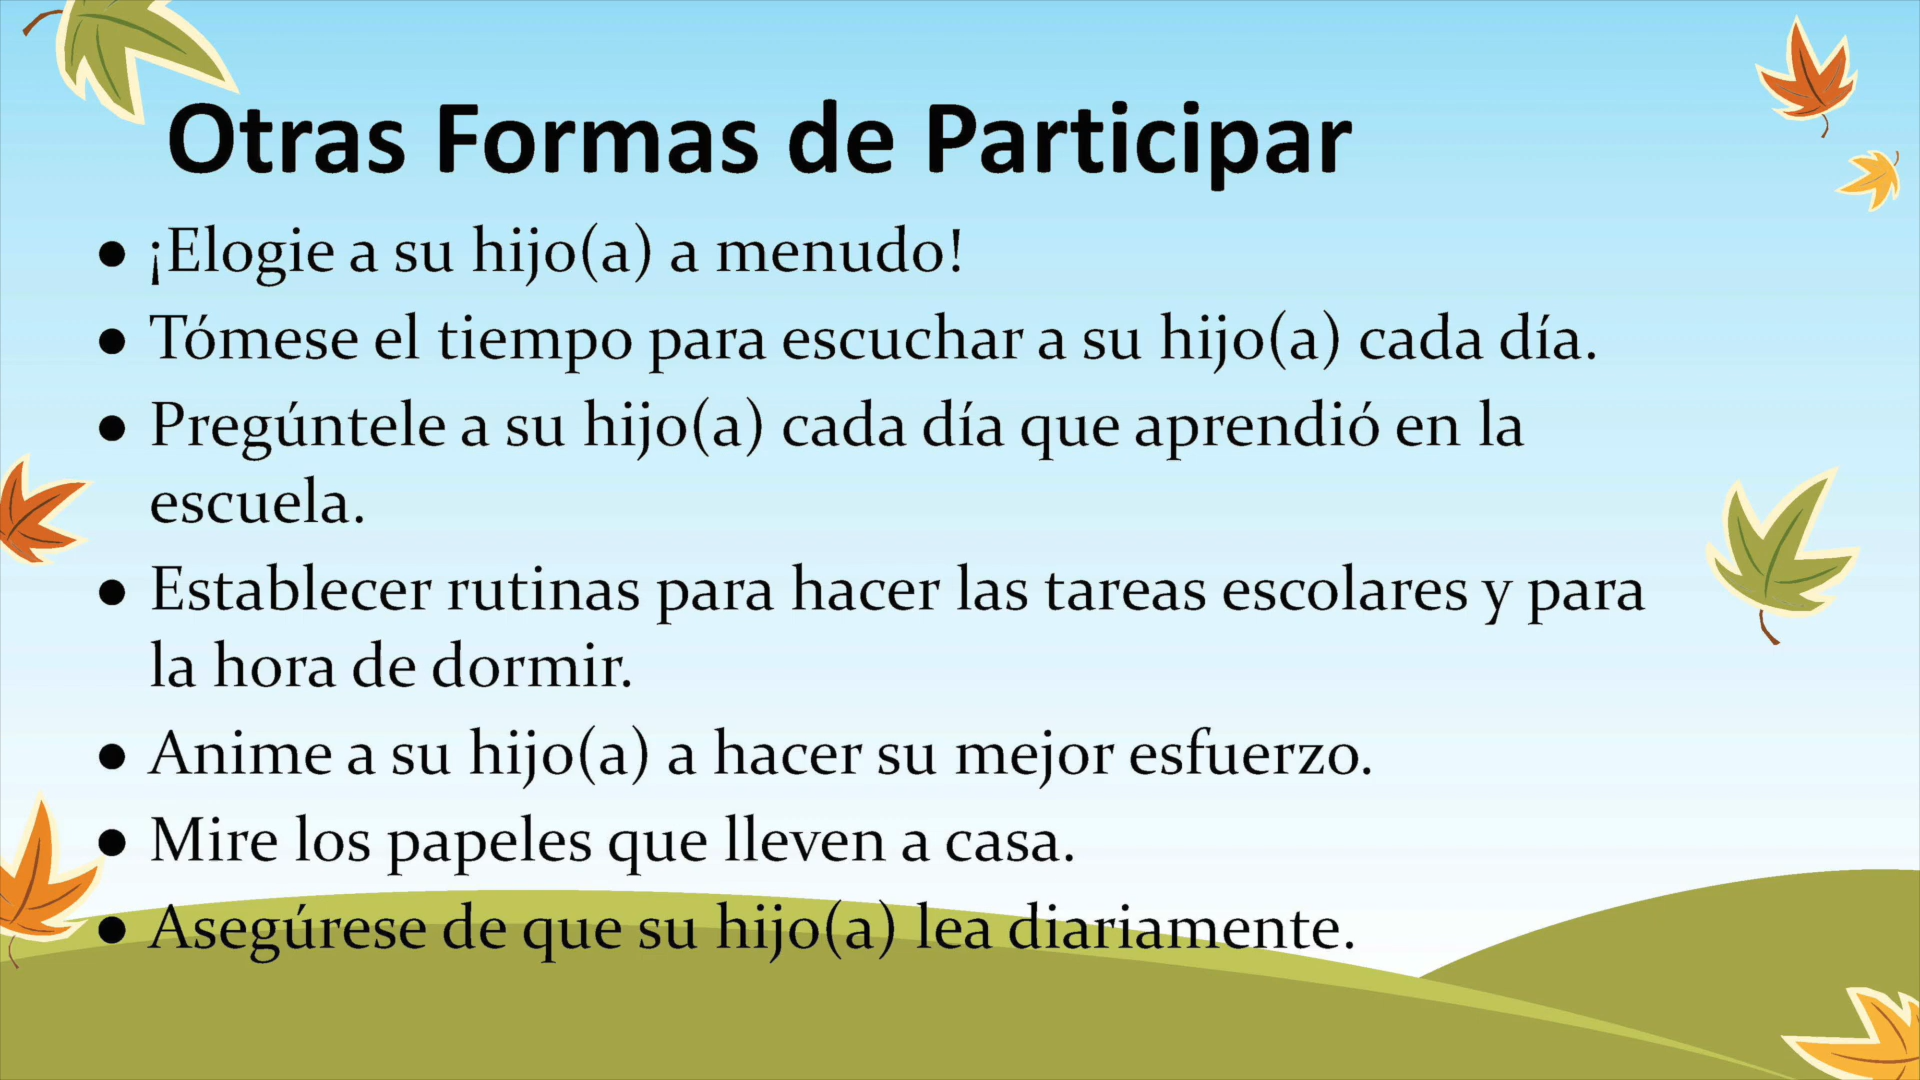 Otras Formas de Participar
● ¡Elogie a su hijo(a) a menudo!
● Tómese el tiempo para escuchar a su hijo(a) cada día.
● Pregúntele a su hijo(a) cada día que aprendió en la
escuela.
● Establecer rutinas para hacer las tareas escolares y para
la hora de dormir.
● Anime a su hijo(a) a hacer su mejor esfuerzo.
● Mire los papeles que lleven a casa.
● Asegúrese de que su hijo(a) lea diariamente.